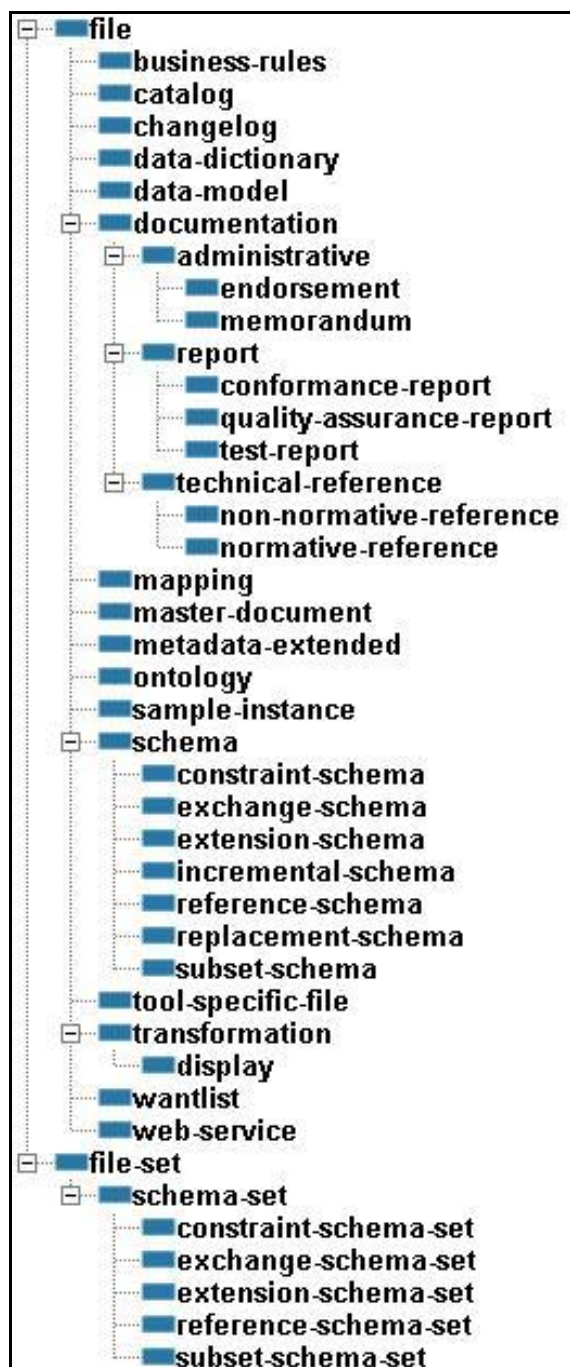 file
business-rules
catalog
changelog
data-dictionary
data-model
documentation
administrative
endorsement
memorandum
report
conformance-report
quality-assurance-report
test-report
technical-reference
non-normative-reference
normative-reference
mapping
master-document
metadata-extended
ontology
sample-instance
schema
constraint-schema
exchange-schema
extension-schema
incremental-schema
reference-schema
replacement-schema
subset-schema
tool-specific-file
transformation
display
wantlist
web-service
file-set
schema-set
constraint-schema-set
exchange-schema-set
extension-schema-set
reference-schema-set
subset-schema-set